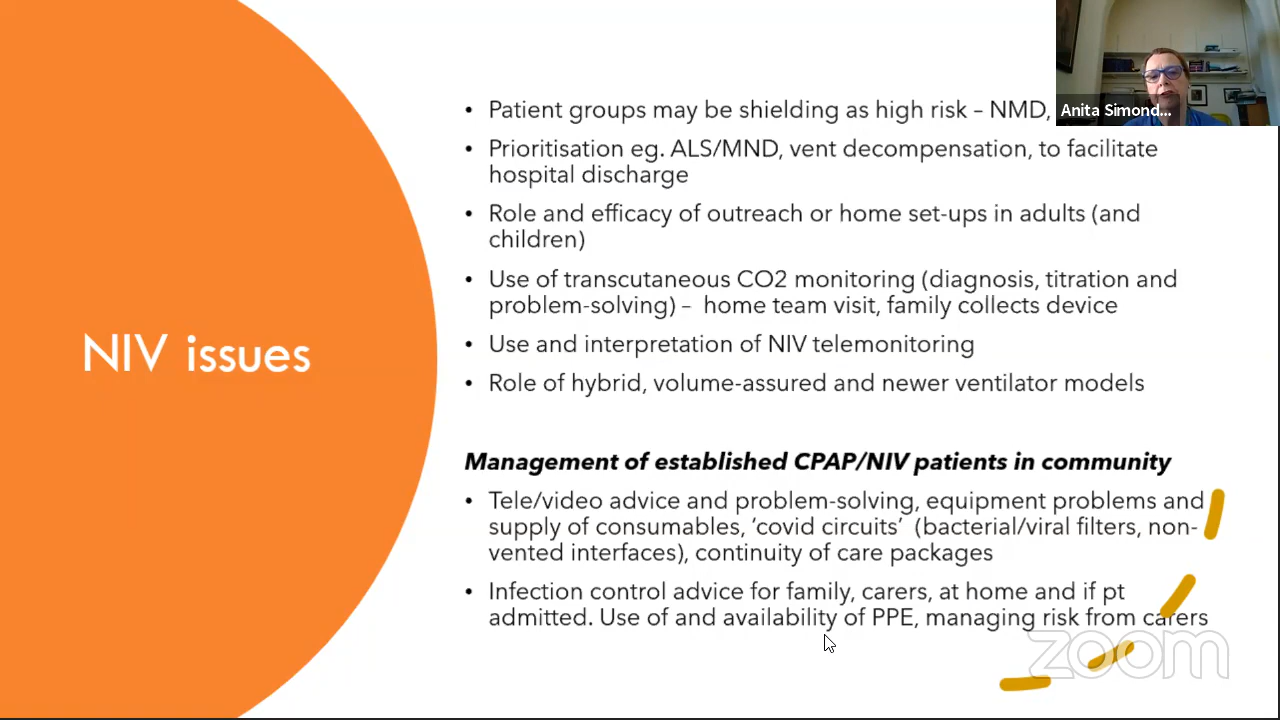 NIV issues
• Patient groups may be shielding as high risk – NMD,
• Prioritisation eg. ALS/MND, vent decompensation, to facilitate
hospital discharge
• Role and efficacy of outreach or home set-ups in adults (and
children)
• Use of transcutaneous CO2 monitoring (diagnosis, titration and
problem-solving) – home team visit, family collects device
• Use and interpretation of NIV telemonitoring
• Role of hybrid, volume-assured and newer ventilator models
Management of established CPAP/NIV patients in community
• Tele/video advice and problem-solving, equipment problems and
supply of consumables, ‘covid circuits’ (bacterial/viral filters, non-
vented interfaces), continuity of care packages
• Infection control advice for family, carers, at home and if pt
admitted. Use of and availability of PPE, managing risk from carers
Anita Simond...
zoom